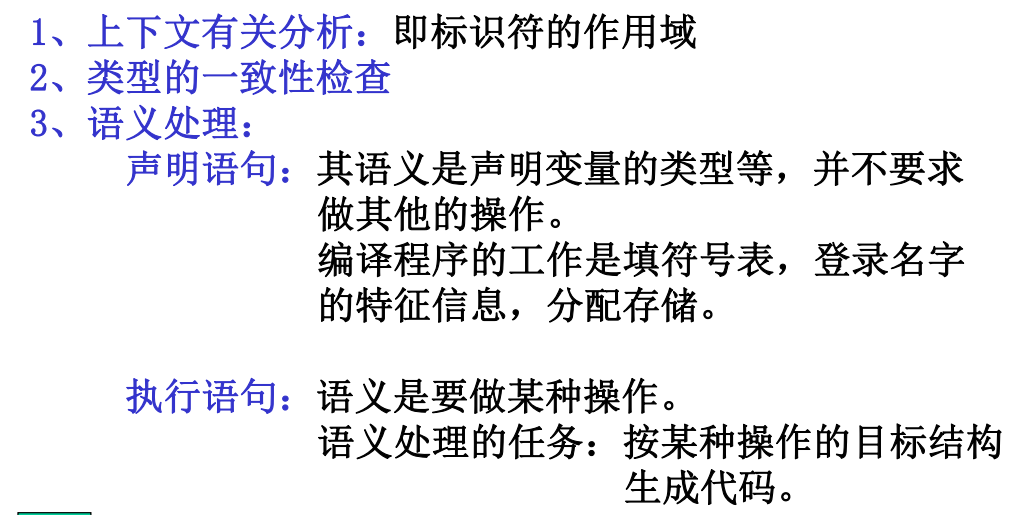 1、上下文有关分析：即标识符的作用域
2、类型的一致性检查
3、语义处理：
声明语句：其语义是声明变量的类型等，并不要求
做其他的操作。
编译程序的工作是填符号表，登录名字
的特征信息，分配存储。
执行语句：语义是要做某种操作。
语义处理的任务：按某种操作的目标结构
生成代码。